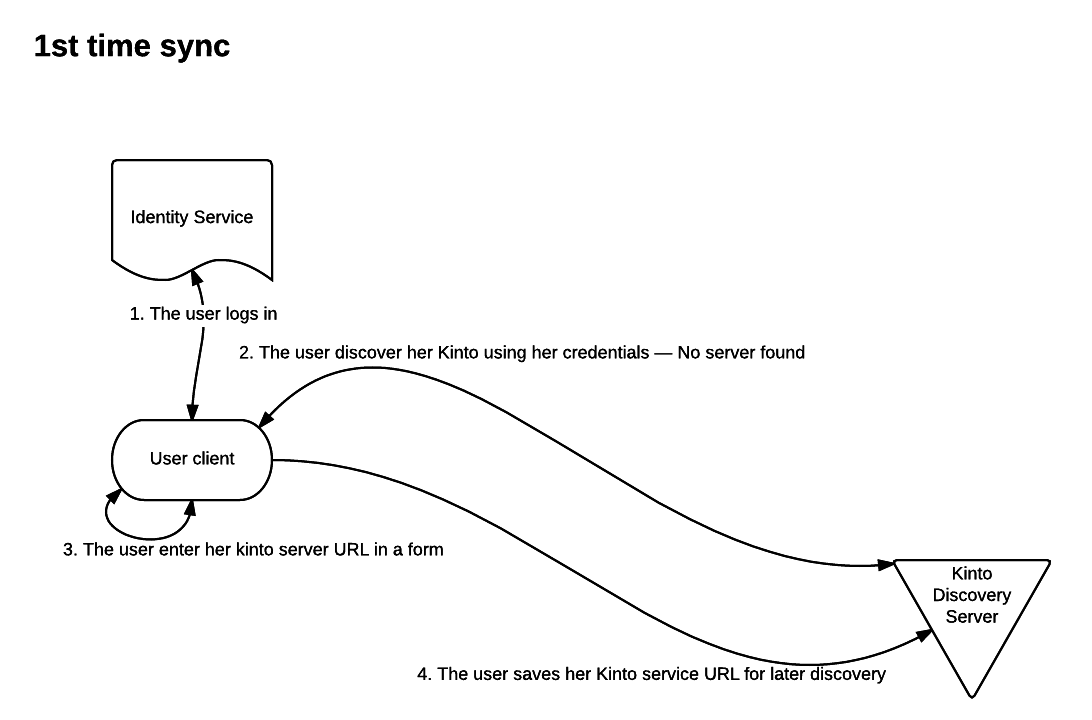 1st time sync
Identity Service
1. The user logs in
2. The user discover her Kinto using her credentials — No server found
User client
3. The user enter her kinto server URL in a form
Kinto
Discovery
Server
4. The user saves her Kinto service URL for later discovery